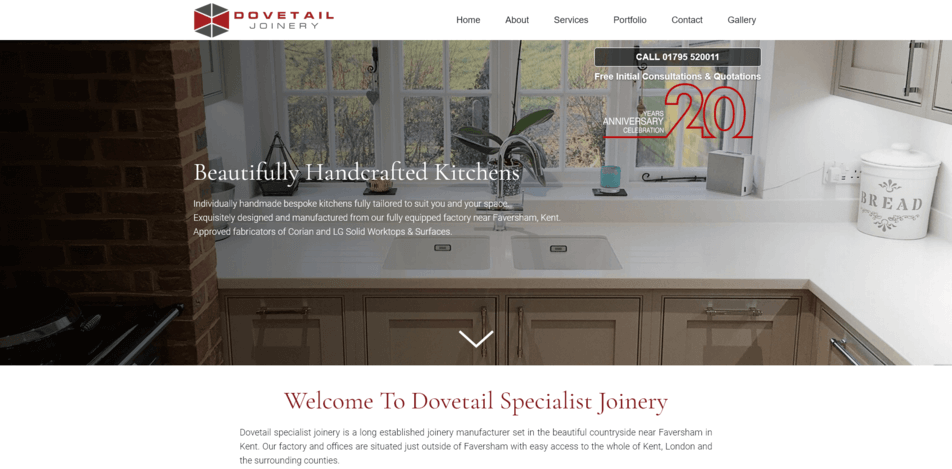 DOVETAIL
JOINERY
Home About Services Portfolio Contact Gallery
CALL 01795 520011
Free Initial Consultations & Quotations
YEARS
ANNIVERSARY
CELEBRATION
20
Beautifully Handcrafted Kitchens
Individually handmade bespoke kitchens fully tailored to suit you and your space.
Exquisitely designed and manufactured from our fully equipped factory near Faversham, Kent.
Approved fabricators of Corian and LG Solid Worktops & Surfaces.
BREAD
Welcome To Dovetail Specialist Joinery
Dovetail specialist joinery is a long established joinery manufacturer set in the beautiful countryside near Faversham in
Kent. Our factory and offices are situated just outside of Faversham with easy access to the whole of Kent, London and
the surrounding counties.